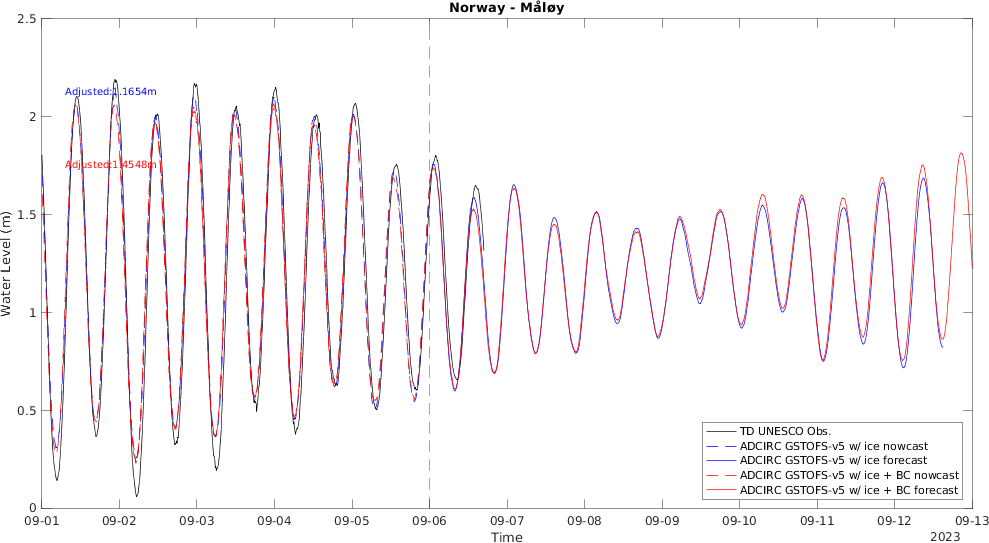 Norway - Måløy
2.5
2
1.5
1
0.5
0
Water Level (m)
Adjusted:1.1654m
Adjusted:1.4548m
TD UNESCO Obs.
ADCIRC GSTOFS-v5 w/ ice nowcast
ADCIRC GSTOFS-v5 w/ ice forecast
ADCIRC GSTOFS-v5 w/ ice + BC nowcast
ADCIRC GSTOFS-v5 w/ ice + BC forecast
09-01 09-02 09-03 09-04 09-05 09-06 09-07 09-08 09-09 09-10 09-11 09-12 09-13
Time
2023